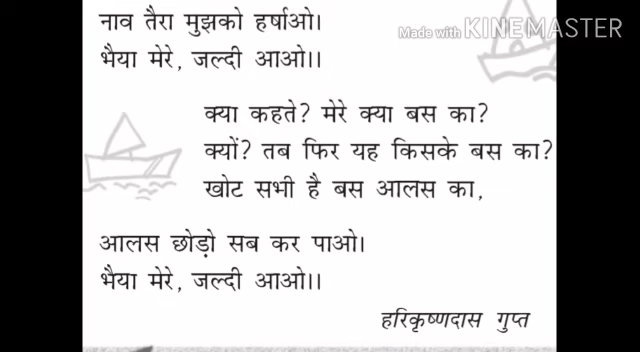 नाव तैरा मुझको हर्षाओ।
Made with KINEMASTER
भैया मेरे, जल्दी आओ।।
क्या कहते? मेरे क्या बस का?
क्यों? तब फिर यह किसके बस का?
खोट सभी है बस आलस का,
आलस छोड़ो सब कर पाओ।
भैया मेरे, जल्दी आओ।।
हरिकृष्णदास गुप्त